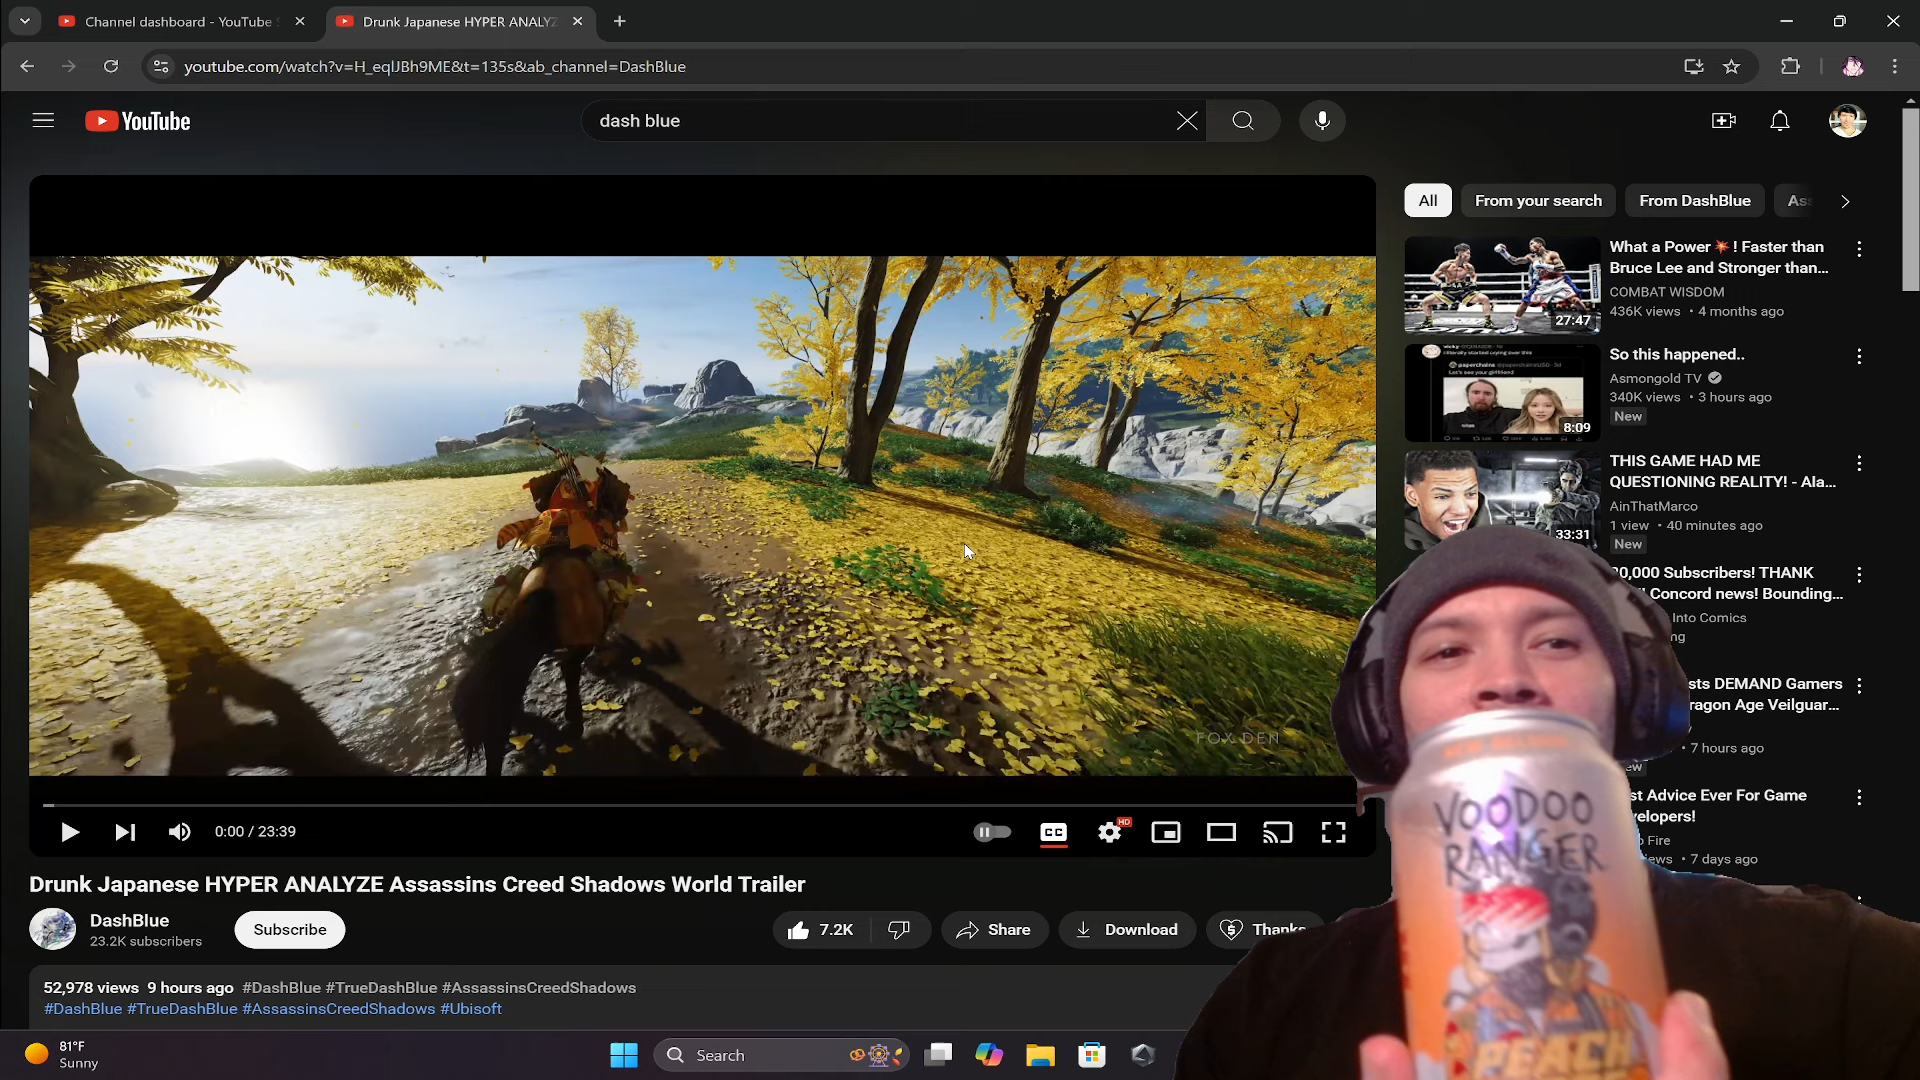 Channel dashboard - YouTube
Drunk Japanese HYPER ANALYZ
youtube.com/watch?v=H_eqlJBh9ME&t=135s&ab_channel=DashBlue
YouTube
dash blue
All
From your search
From DashBlue
Ass
What a Power 💥! Faster than
Bruce Lee and Stronger than...
COMBAT WISDOM
436K views • 4 months ago
27:47
So this happened..
Asmongold TV
340K views • 3 hours ago
New
8:09
THIS GAME HAD ME
QUESTIONING REALITY! - Ala...
AinThatMarco
1 view • 40 minutes ago
New
33:31
0,000 Subscribers! THANK
Concord news! Bounding...
Into Comics
sts DEMAND Gamers
ragon Age Veilguar...
• 7 hours ago
st Advice Ever For Game
velopers!
Fire
iews • 7 days ago
FOX DEN
0:00 / 23:39
CC
HD
Drunk Japanese HYPER ANALYZE Assassins Creed Shadows World Trailer
DashBlue
23.2K subscribers
Subscribe
7.2K
Share
Download
Thanks
52,978 views 9 hours ago #DashBlue #TrueDashBlue #AssassinsCreedShadows
#DashBlue #TrueDashBlue #AssassinsCreedShadows #Ubisoft
VOODOO
RANGER
PEACH
81°F
Sunny
Search